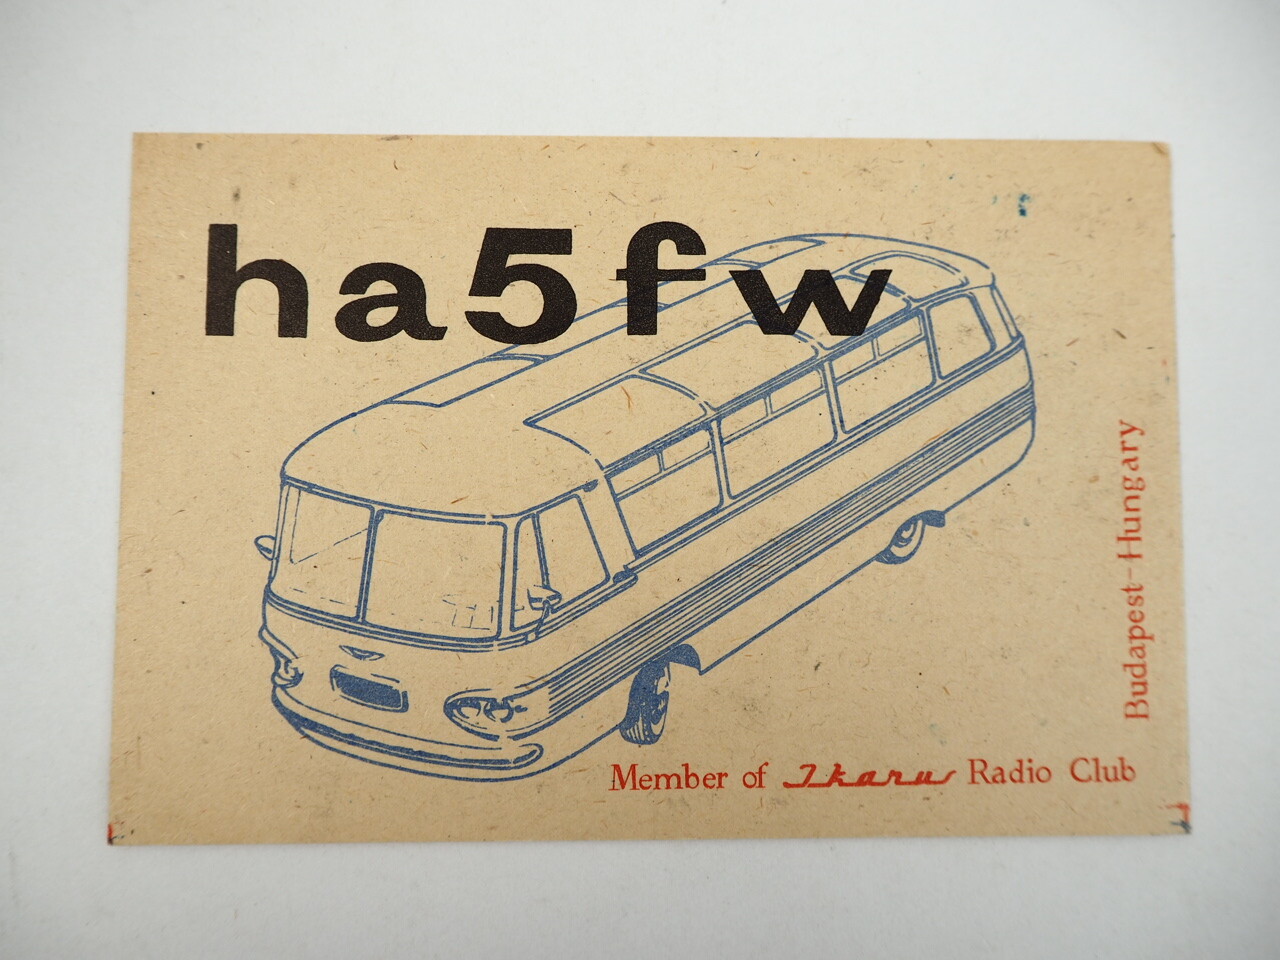 ha5fw
Member of Ikarus Radio Club
Budapest-Hungary